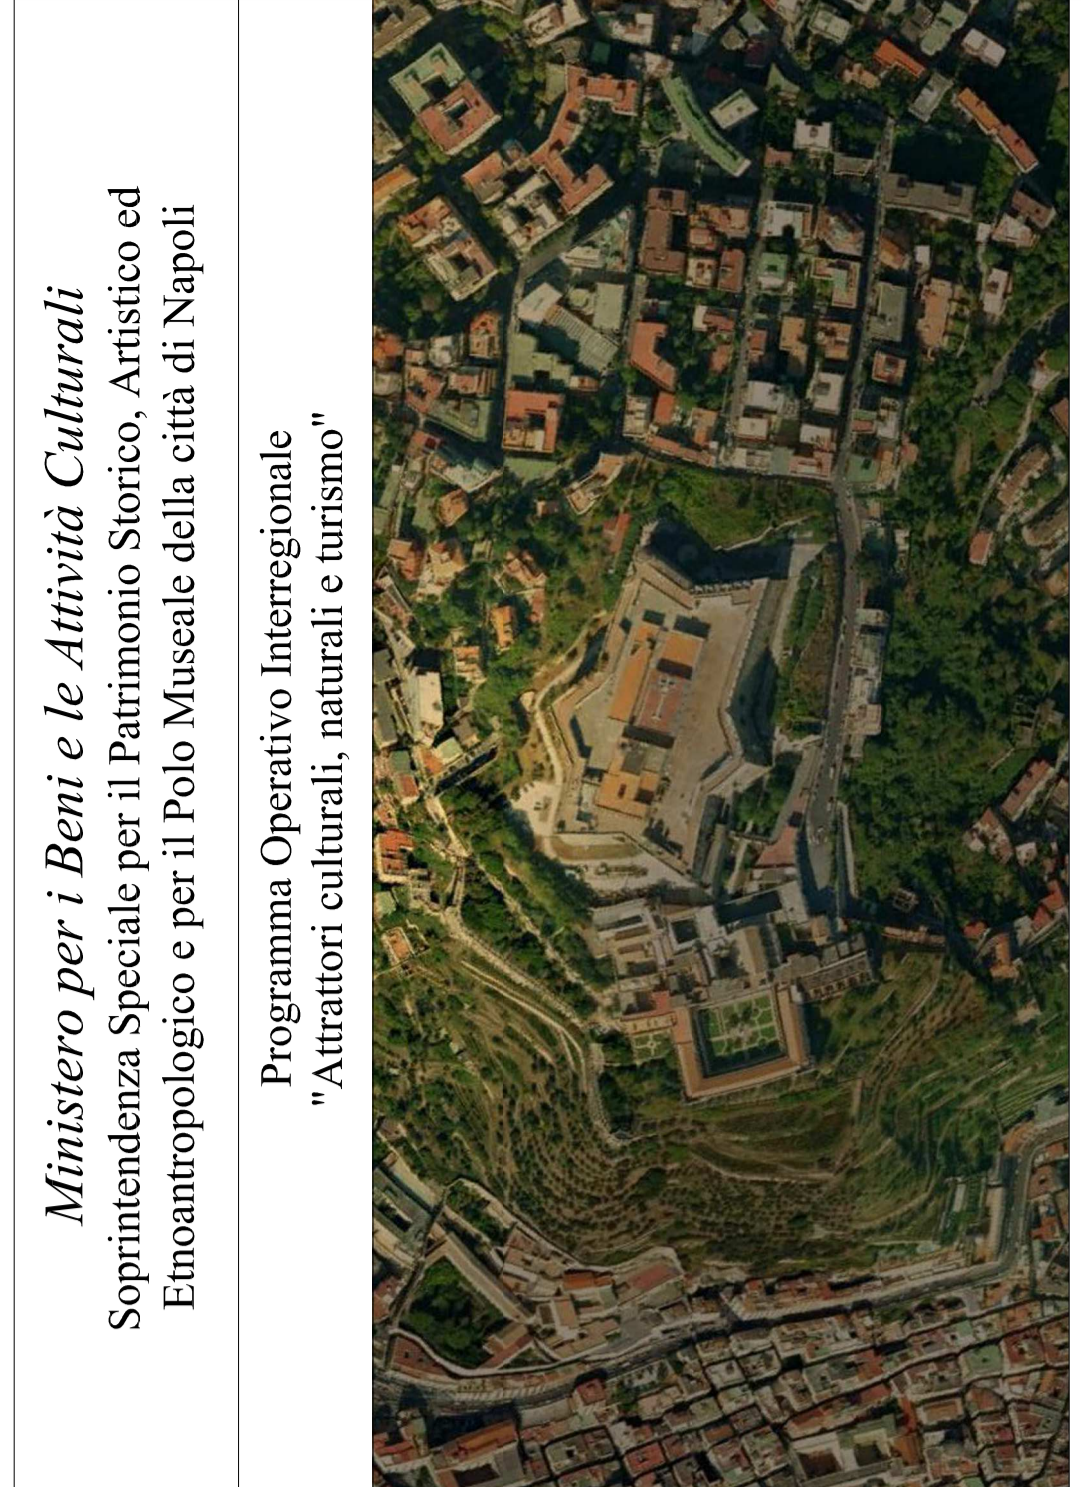 Ministero per i Beni e le Attività Culturali
Soprintendenza Speciale per il Patrimonio Storico, Artistico ed
Etnoantropologico e per il Polo Museale della città di Napoli
Programma Operativo Interregionale
"Attrattori culturali, naturali e turismo"